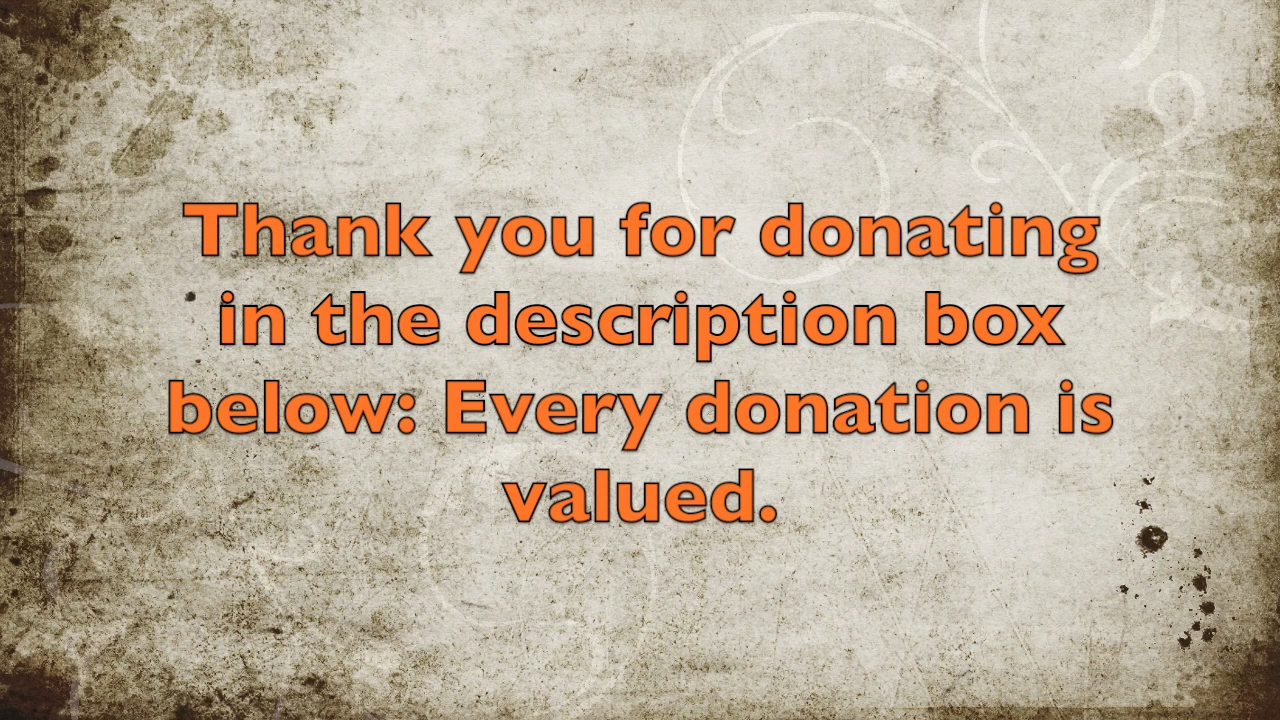 Thank you for donating
in the description box
below: Every donation is
valued.